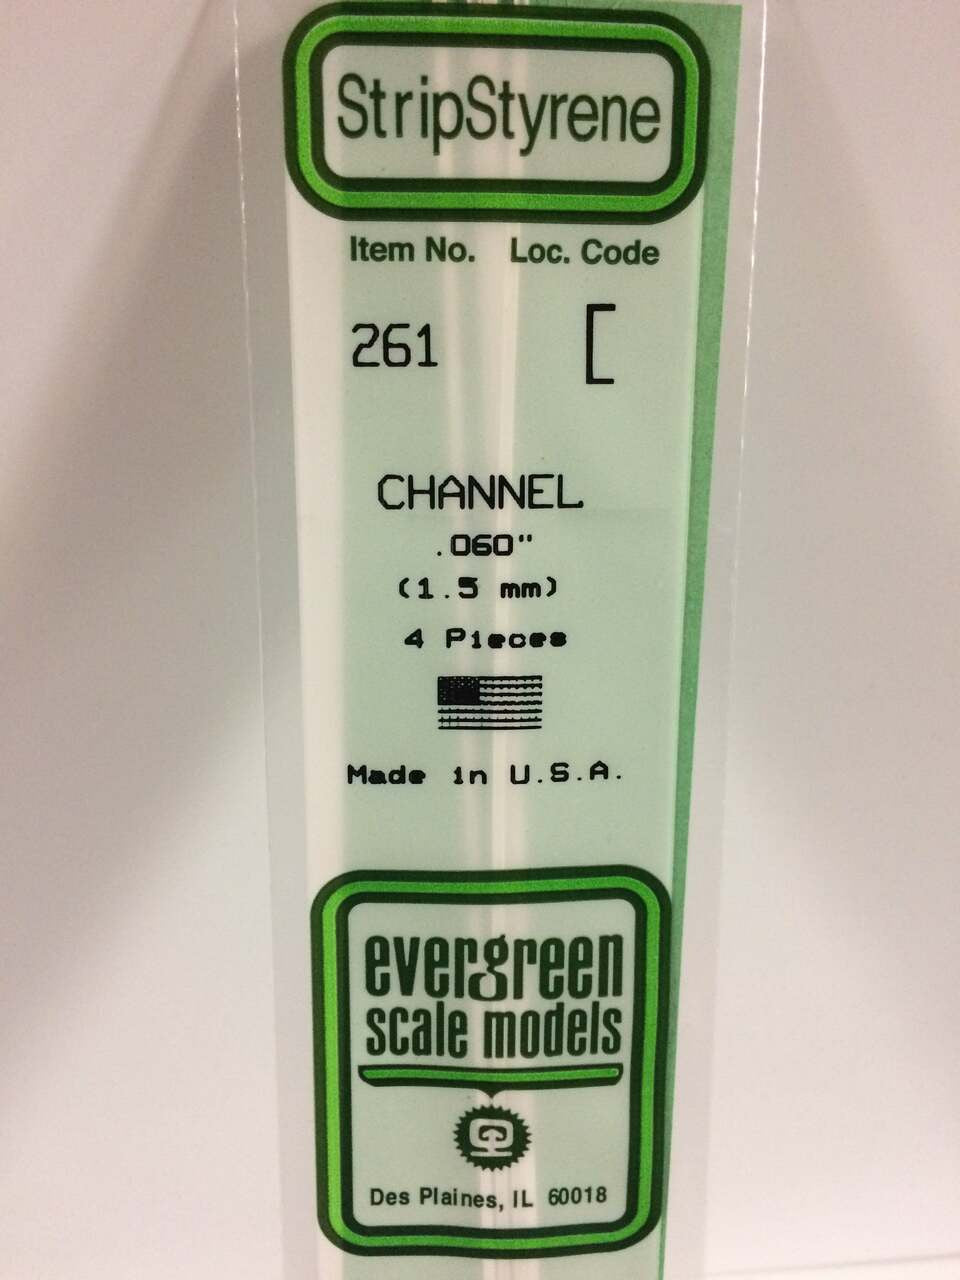 StripStyrene
Item No. Loc. Code
261 [
CHANNEL
.060"
(1.5 mm)
4 Pieces
Made in U.S.A.
evergreen
scale models
Des Plaines, IL 60018